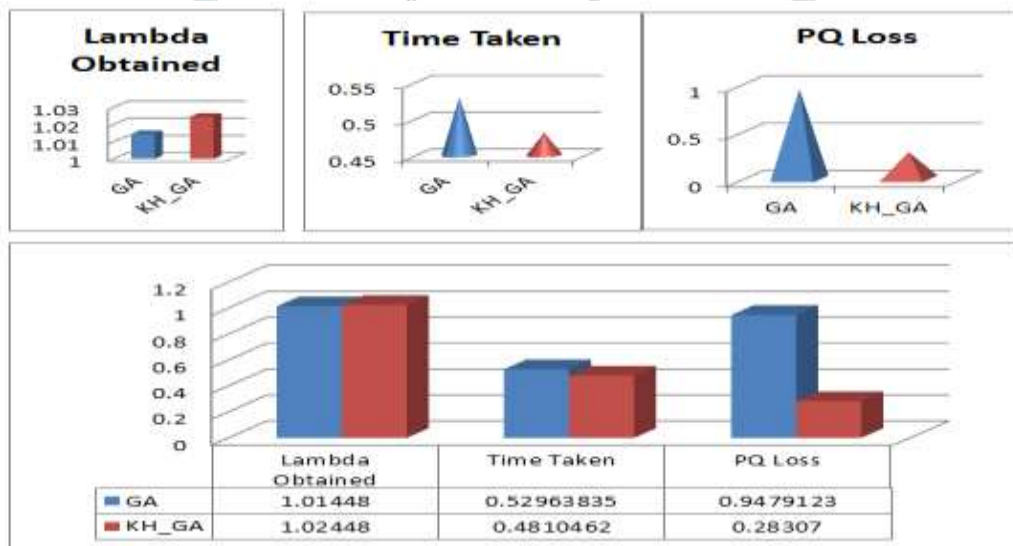 Lambda
Obtained
1.03
1.02
1.01
1
GA
KH_GA
Time Taken
0.55
0.5
0.45
GA
KH_GA
PQ Loss
1
0.5
0
GA
KH_GA
1.2
1
0.8
0.6
0.4
0.2
0
Lambda Obtained Time Taken PQ Loss
GA 1.01448 0.52963835 0.9479123
KH_GA 1.02448 0.4810462 0.28307